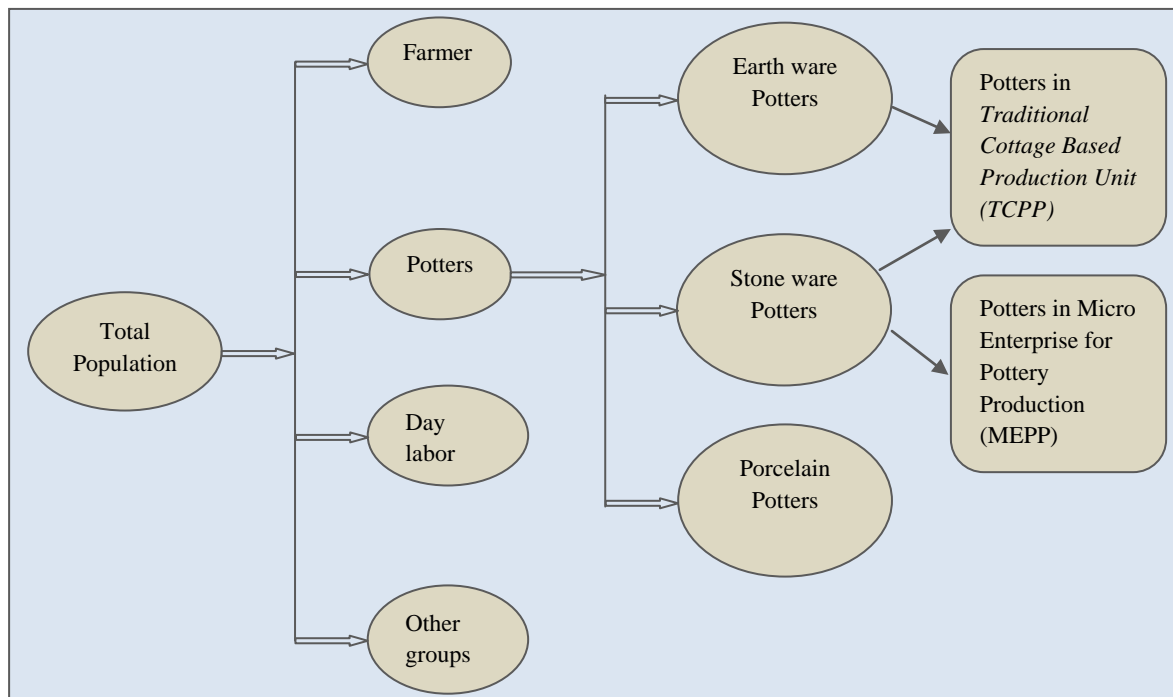 Total
Population
Farmer
Potters
Day
labor
Other
groups
Earth ware
Potters
Stone ware
Potters
Porcelain
Potters
Potters in
Traditional
Cottage Based
Production Unit
(TCPP)
Potters in Micro
Enterprise for
Pottery
Production
(MEPP)